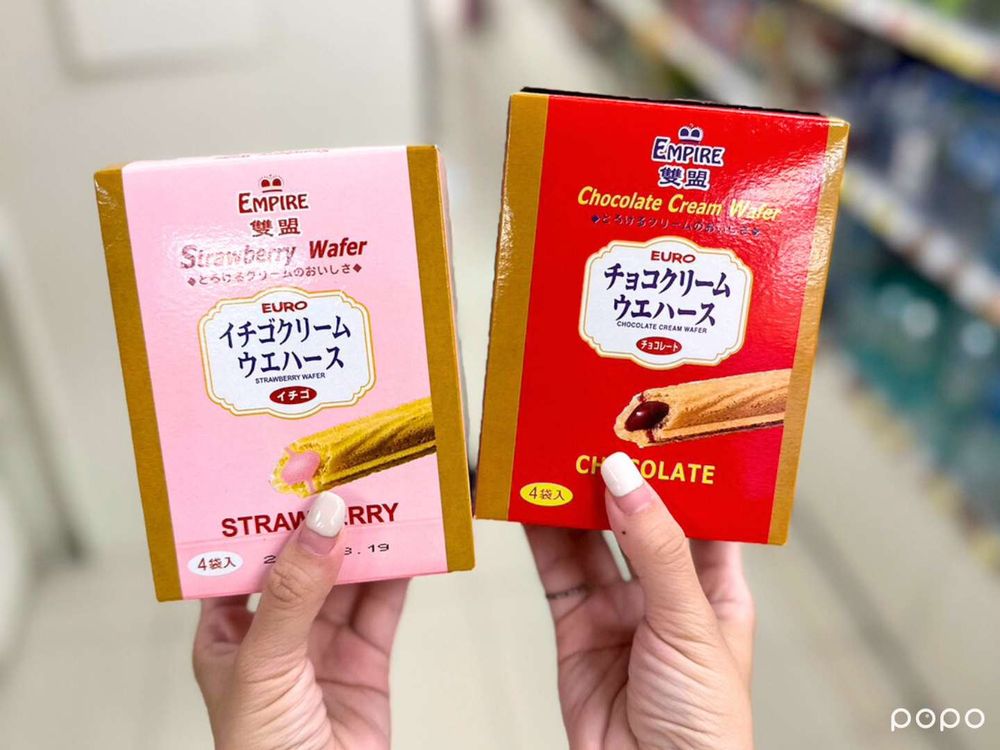 EMPIRE
雙盟
Strawberry Wafer
◆とろけるクリームのおいしさ◆
EURO
イチゴクリーム
ウエハース
STRAWBERRY WAFER
イチゴ
4袋入
EMPIRE
雙盟
Chocolate Cream Wafer
◆とろけるクリームのおいしさ◆
EURO
チョコクリーム
ウエハース
CHOCOLATE CREAM WAFER
チョコレート
CHOCOLATE
4袋入
popo